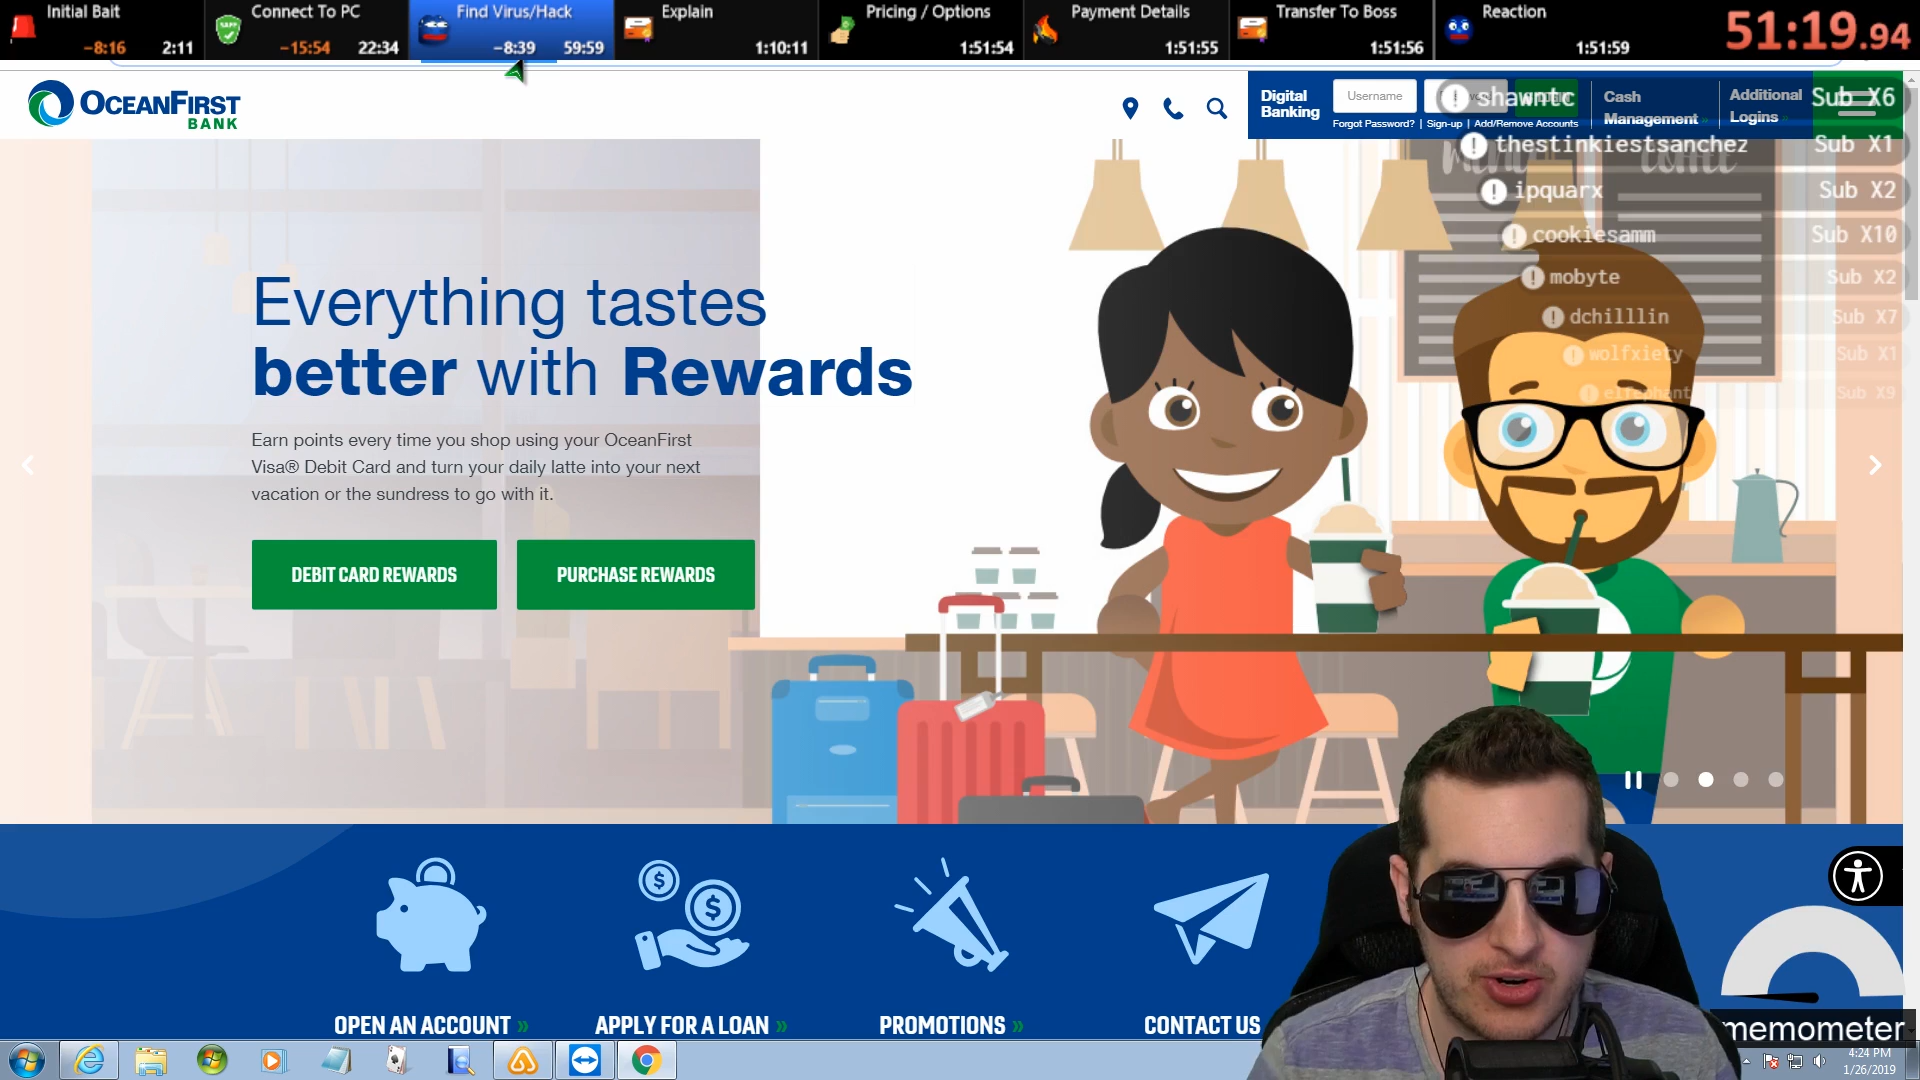 Initial Bait
-8:16 2:11
Connect To PC
-15:54 22:34
Find Virus/Hack
-8:39 59:59
Explain
1:10:11
Pricing / Options
1:51:54
Payment Details
1:51:55
Transfer To Boss
1:51:56
Reaction
1:51:59
51:19.94
OCEANFIRST
BANK
Digital
Banking
Username
Forgot Password? | Sign-up | Add/Remove Accounts
Cash
Management »
Additional
Logins »
shawntc Sub X6
thestinkiestsanchez Sub X1
ipquarx Sub X2
cookiesamm Sub X10
mobyte Sub X2
dchilllin Sub X7
wolfxiety Sub X1
elfephant Sub X9
Everything tastes
better with Rewards
Earn points every time you shop using your OceanFirst
Visa® Debit Card and turn your daily latte into your next
vacation or the sundress to go with it.
DEBIT CARD REWARDS
PURCHASE REWARDS
OPEN AN ACCOUNT »
APPLY FOR A LOAN »
PROMOTIONS »
CONTACT US
memometer
4:24 PM
1/26/2019